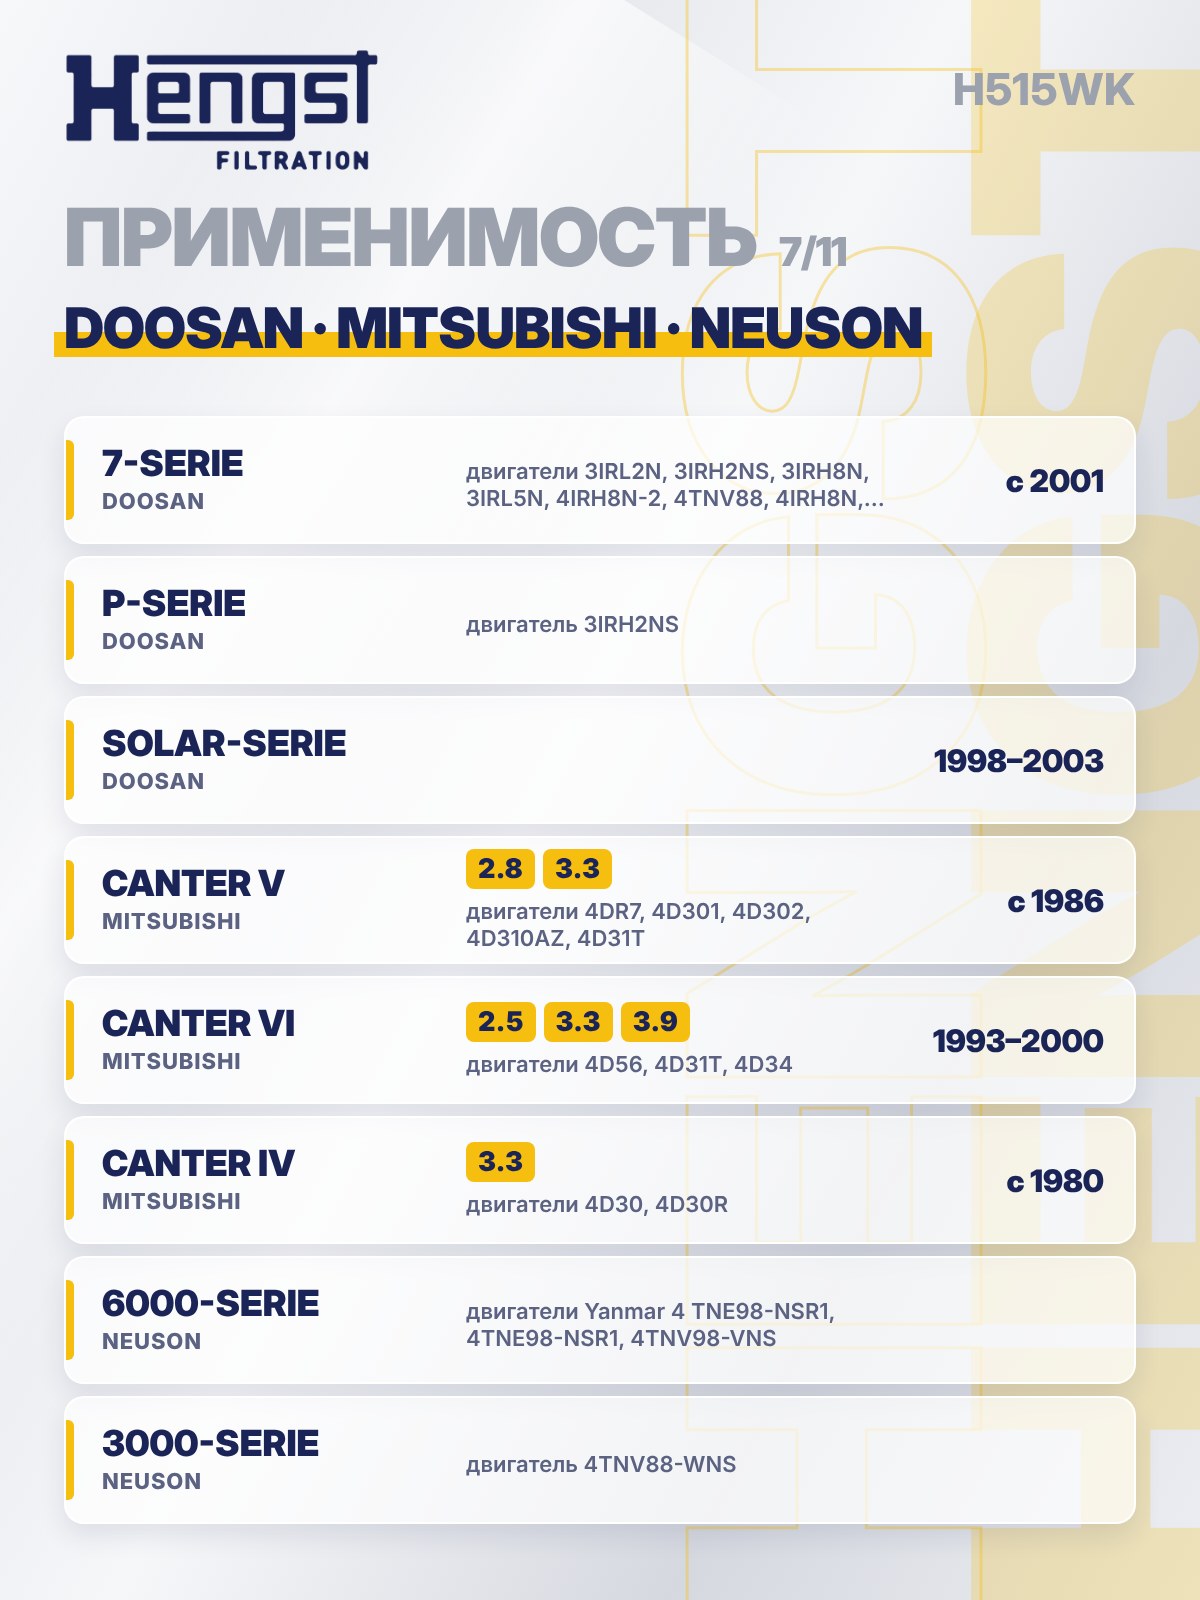 Hengst
FILTRATION
H515WK
ПРИМЕНИМОСТЬ 7/11
DOOSAN · MITSUBISHI · NEUSON
7-SERIE
DOOSAN
двигатели 3IRL2N, 3IRH2NS, 3IRH8N,
3IRL5N, 4IRH8N-2, 4TNV88, 4IRH8N,...
с 2001
P-SERIE
DOOSAN
двигатель 3IRH2NS
SOLAR-SERIE
DOOSAN
1998–2003
CANTER V
MITSUBISHI
2.8 3.3
двигатели 4DR7, 4D301, 4D302,
4D310AZ, 4D31T
с 1986
CANTER VI
MITSUBISHI
2.5 3.3 3.9
двигатели 4D56, 4D31T, 4D34
1993–2000
CANTER IV
MITSUBISHI
3.3
двигатели 4D30, 4D30R
с 1980
6000-SERIE
NEUSON
двигатели Yanmar 4 TNE98-NSR1,
4TNE98-NSR1, 4TNV98-VNS
3000-SERIE
NEUSON
двигатель 4TNV88-WNS
HENGST
HENGST